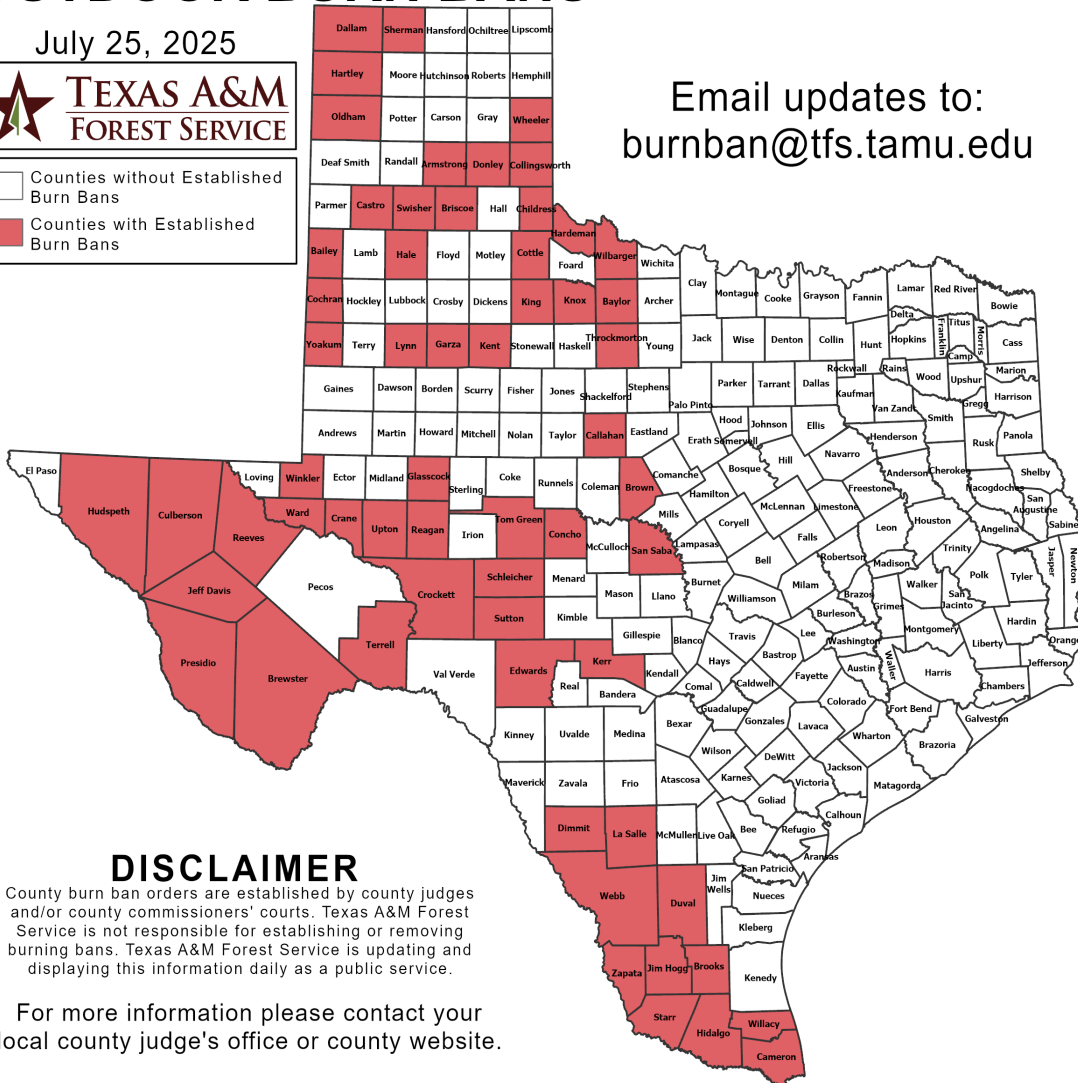 July 25, 2025
TEXAS A&M
FOREST SERVICE
Counties without Established
Burn Bans
Counties with Established
Burn Bans
Email updates to:
burnban@tfs.tamu.edu
Dallam Sherman Hansford Ochiltree Lipscomb
Hartley Moore Hutchinson Roberts Hemphill
Oldham Potter Carson Gray Wheeler
Deaf Smith Randall Armstrong Donley Collingsworth
Parmer Castro Swisher Briscoe Hall Childress
Hardeman
Bailey Lamb Hale Floyd Motley Cottle Foard Wilbarger Wichita
Clay Montague Cooke Grayson Fannin Lamar Red River Bowie
Cochran Hockley Lubbock Crosby Dickens King Knox Baylor Archer
Delta Franklin Titus Morris Cass
Yoakum Terry Lynn Garza Kent Stonewall Haskell Throckmorton Young Jack Wise Denton Collin Hunt Hopkins Camp
Rockwall Rains Wood Upshur Marion
Gaines Dawson Borden Scurry Fisher Jones Shackelford Stephens Palo Pinto Parker Tarrant Dallas Kaufman Van Zandt Smith Gregg Harrison
Andrews Martin Howard Mitchell Nolan Taylor Callahan Eastland Erath Hood Somervell Johnson Ellis Henderson Rusk Panola
El Paso Loving Winkler Ector Midland Glasscock Sterling Coke Runnels Coleman Brown Comanche Bosque Hill Navarro Anderson Cherokee Shelby
Hudspeth Culberson Reeves Ward Crane Upton Reagan Irion Tom Green Concho McCulloch San Saba Mills Hamilton McLennan Limestone Freestone Nacogdoches San
Augustine Sabine
Lampasas Coryell Falls Leon Houston Angelina
Jeff Davis Pecos Crockett Schleicher Menard Mason Llano Burnet Bell Robertson Madison Trinity Polk Tyler Jasper Newton
Sutton Kimble Williamson Milam Brazos Grimes Walker San
Jacinto Hardin
Presidio Brewster Terrell Gillespie Blanco Travis Lee Burleson Washington Montgomery Liberty Orange
Val Verde Edwards Kerr Real Bandera Kendall Hays Comal Bastrop Caldwell Fayette Austin Waller Harris Jefferson Chambers
Kinney Uvalde Medina Bexar Guadalupe Gonzales Lavaca Colorado Wharton Fort Bend Galveston
Maverick Zavala Frio Atascosa Wilson Karnes DeWitt Victoria Jackson Matagorda Brazoria
Dimmit La Salle McMullen Live Oak Bee Goliad Refugio Calhoun Aransas
Webb Duval Jim
Wells San Patricio Nueces
Kleberg
Zapata Jim Hogg Brooks Kenedy
Starr Hidalgo Willacy
Cameron
DISCLAIMER
County burn ban orders are established by county judges
and/or county commissioners' courts. Texas A&M Forest
Service is not responsible for establishing or removing
burning bans. Texas A&M Forest Service is updating and
displaying this information daily as a public service.
For more information please contact your
local county judge's office or county website.